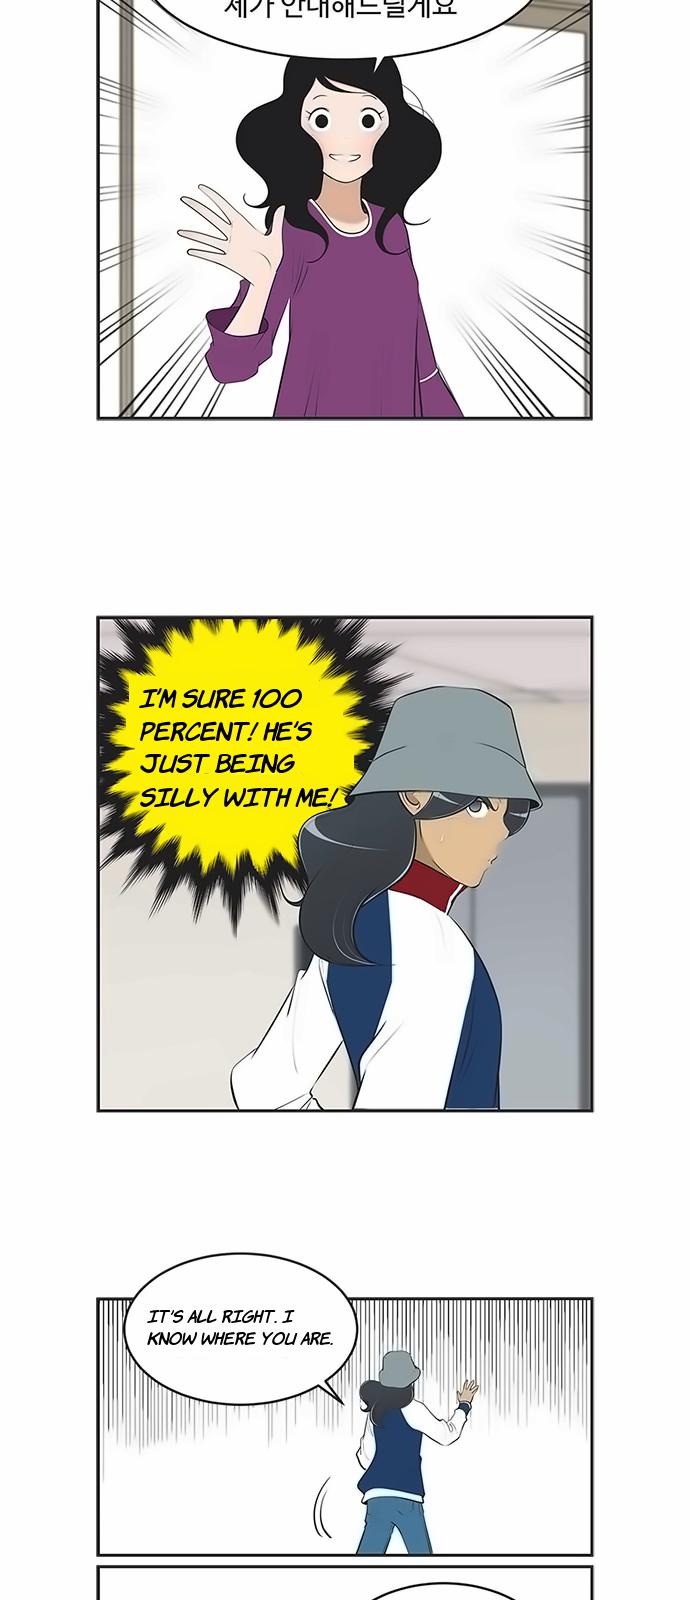 제가 안내해드릴게요
I'M SURE 100
PERCENT! HE'S
JUST BEING
SILLY WITH ME!
IT'S ALL RIGHT. I
KNOW WHERE YOU ARE.